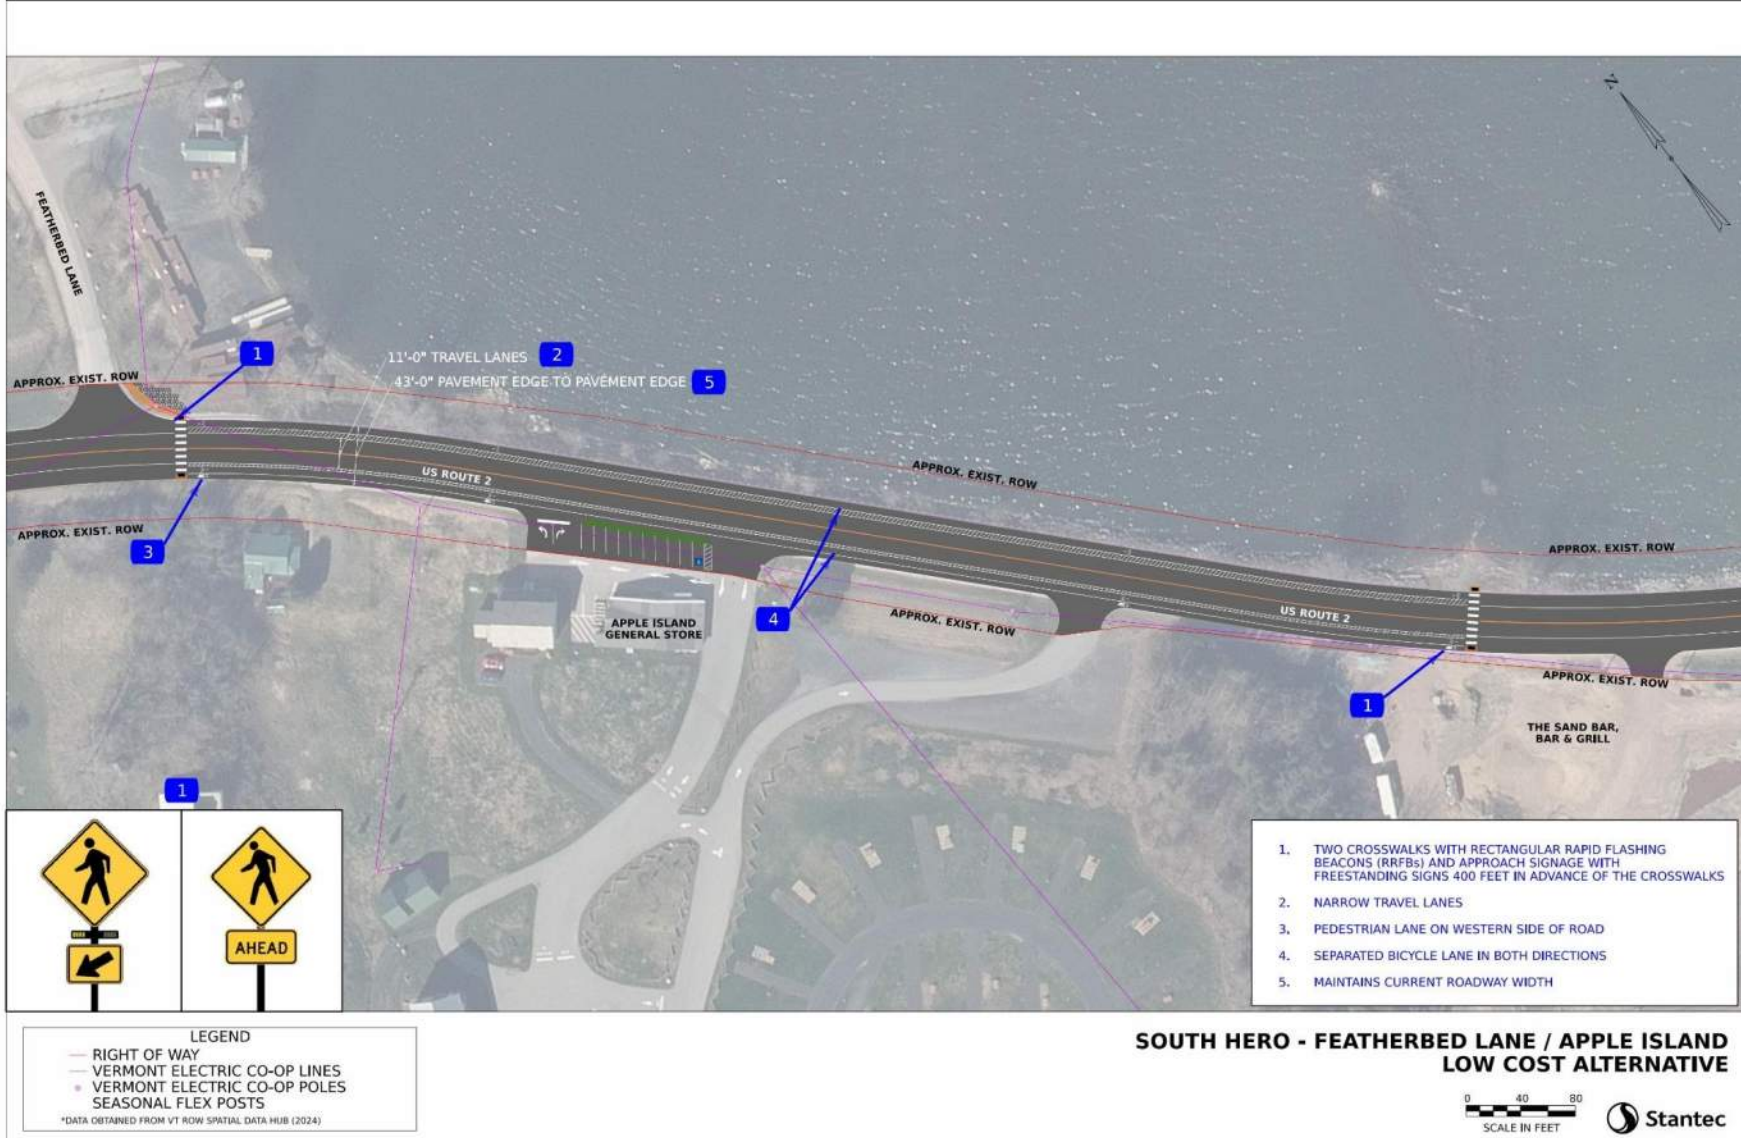 N
FEATHERBED LANE
1
11'-0" TRAVEL LANES 2
43'-0" PAVEMENT EDGE TO PAVEMENT EDGE 5
APPROX. EXIST. ROW
APPROX. EXIST. ROW
US ROUTE 2
APPROX. EXIST. ROW
3
APPROX. EXIST. ROW
4
APPLE ISLAND
GENERAL STORE
APPROX. EXIST. ROW
US ROUTE 2
APPROX. EXIST. ROW
1
THE SAND BAR,
BAR & GRILL
1
AHEAD
1. TWO CROSSWALKS WITH RECTANGULAR RAPID FLASHING
BEACONS (RRFBs) AND APPROACH SIGNAGE WITH
FREESTANDING SIGNS 400 FEET IN ADVANCE OF THE CROSSWALKS
2. NARROW TRAVEL LANES
3. PEDESTRIAN LANE ON WESTERN SIDE OF ROAD
4. SEPARATED BICYCLE LANE IN BOTH DIRECTIONS
5. MAINTAINS CURRENT ROADWAY WIDTH
LEGEND
RIGHT OF WAY
VERMONT ELECTRIC CO-OP LINES
VERMONT ELECTRIC CO-OP POLES
SEASONAL FLEX POSTS
*DATA OBTAINED FROM VT ROW SPATIAL DATA HUB (2024)
SOUTH HERO - FEATHERBED LANE / APPLE ISLAND
LOW COST ALTERNATIVE
0 40 80
SCALE IN FEET
Stantec